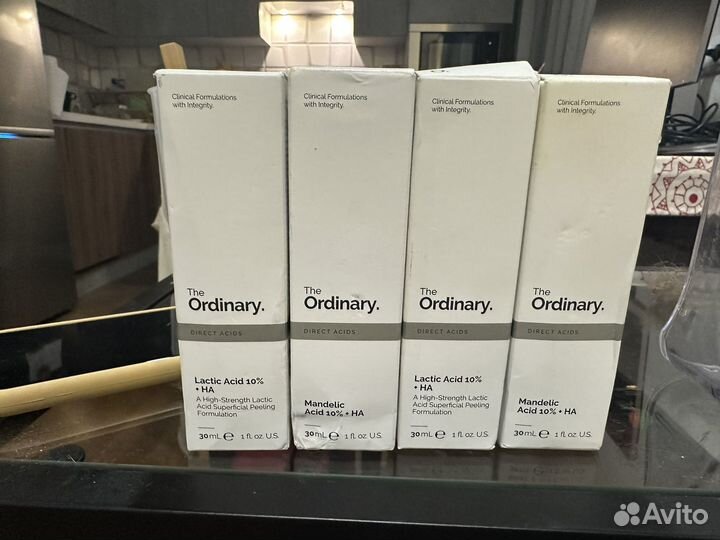 Clinical Formulations
with Integrity.
The
Ordinary.
DIRECT ACIDS
Lactic Acid 10%
+ HA
A High-Strength Lactic
Acid Superficial Peeling
Formulation
30mL ℮ 1 fl. oz. U.S.
Clinical Formulations
with Integrity.
The
Ordinary.
DIRECT ACIDS
Mandelic
Acid 10% + HA
30mL ℮ 1 fl. oz. U.S.
Clinical Formulations
with Integrity.
The
Ordinary.
DIRECT ACIDS
Lactic Acid 10%
+ HA
A High-Strength Lactic
Acid Superficial Peeling
Formulation
30mL ℮ 1 fl. oz. U.S.
Clinical Formulations
with Integrity.
The
Ordinary.
DIRECT ACIDS
Mandelic
Acid 10% + HA
30mL ℮ 1 fl. oz. U.S.
Avito